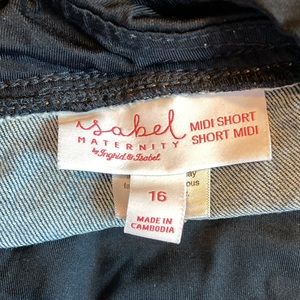 isabel
MATERNITY
by Ingrid & Isabel
MIDI SHORT
SHORT MIDI
16
MADE IN
CAMBODIA